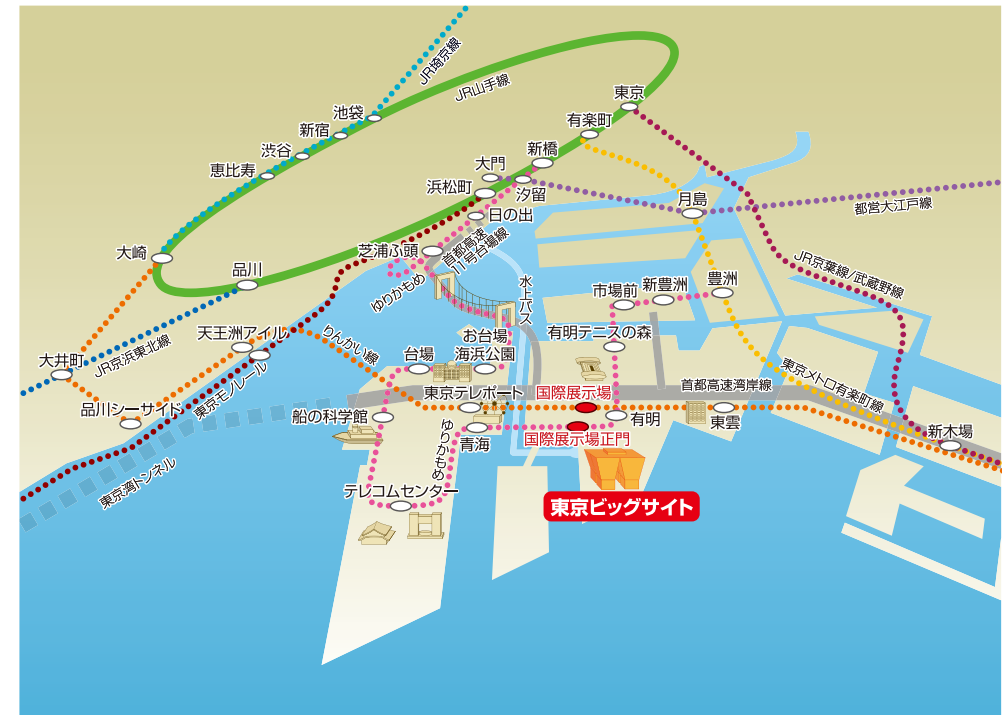 JR埼京線
JR山手線
池袋
新宿
渋谷
恵比寿
東京
有楽町
新橋
大門
汐留
浜松町
日の出
月島
都営大江戸線
大崎
品川
芝浦ふ頭
首都高速
11号台場線
ゆりかもめ
水上バス
JR京葉線/武蔵野線
市場前
新豊洲
豊洲
天王洲アイル
りんかい線
有明テニスの森
大井町
JR京浜東北線
台場
お台場
海浜公園
東京モノレール
品川シーサイド
東京テレポート
国際展示場
首都高速湾岸線
東京メトロ有楽町線
船の科学館
有明
東雲
新木場
青海
国際展示場正門
ゆりかもめ
東京湾トンネル
テレコムセンター
東京ビッグサイト